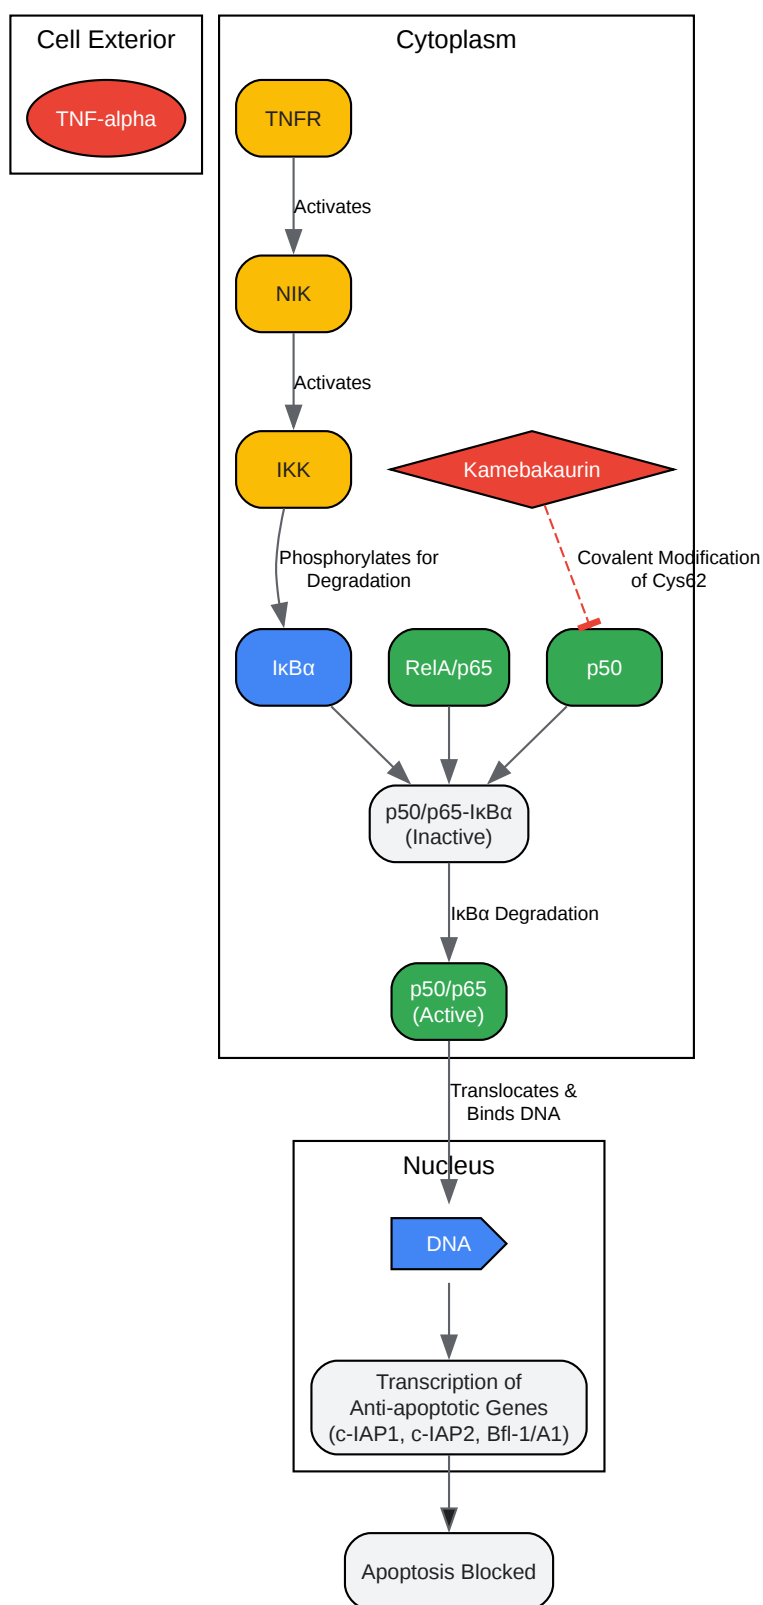 Cell Exterior
TNF-alpha
Cytoplasm
TNFR
Activates
NIK
Activates
IKK
Kamebakaurin
Phosphorylates for
Degradation
Covalent Modification
of Cys62
IκBα
RelA/p65
p50
p50/p65-IκBα
(Inactive)
IκBα Degradation
p50/p65
(Active)
Translocates &
Binds DNA
Nucleus
DNA
Transcription of
Anti-apoptotic Genes
(c-IAP1, c-IAP2, Bfl-1/A1)
Apoptosis Blocked